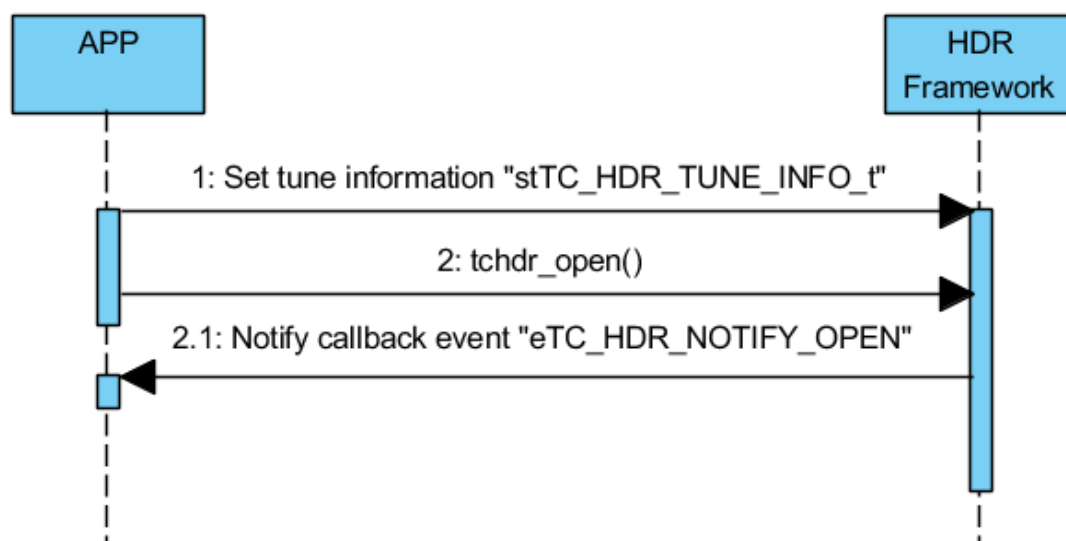 APP
HDR
Framework
1: Set tune information "stTC_HDR_TUNE_INFO_t"
2: tchdr_open()
2.1: Notify callback event "eTC_HDR_NOTIFY_OPEN"